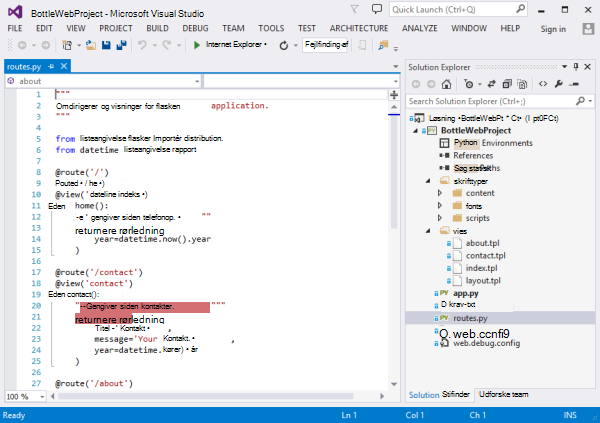 BottleWebProject - Microsoft Visual Studio
Quick Launch (Ctrl+Q)
FILE EDIT VIEW PROJECT BUILD DEBUG TEAM TOOLS TEST ARCHITECTURE ANALYZE WINDOW HELP Sign in
Internet Explorer • Fejlfinding af
routes.py
about
1 """
2 Omdirigerer og visninger for flasken application.
3 """
4
5 from listeangivelse flasker Importér distribution.
6 from datetime listeangivelse rapport
7
8 @route('/')
9 Pouted • / he •)
10 @view(' dateline indeks •)
11 Eden home():
12 -e ' gengiver siden telefonop. • ""
13 returnere rørledning
14 year=datetime.now().year
15 )
16
17 @route('/contact')
18 @view('contact')
19 Eden contact():
20 "--Gengiver siden kontakter. """
21 returnere rørledning
22 Titel -' Kontakt • ,
23 message='Your Kontakt. • ,
24 year=datetime. kører) • år
25 )
26
27 @route('/about')
100 %
Solution Explorer
Search Solution Explorer (Ctrl+;)
Løsning •BottleWebPt * Ct• (I pt0FCt)
BottleWebProject
Python Environments
References
Søg stier Paths
skrifttyper
content
fonts
scripts
vies
about.tpl
contact.tpl
index.tpl
layout.tpl
app.py
D krav-txt
routes.py
Q. web.ccnfi9
web.debug.config
Solution Stifinder Udforske team
Ready Ln 1 Col 1 Ch 1 INS